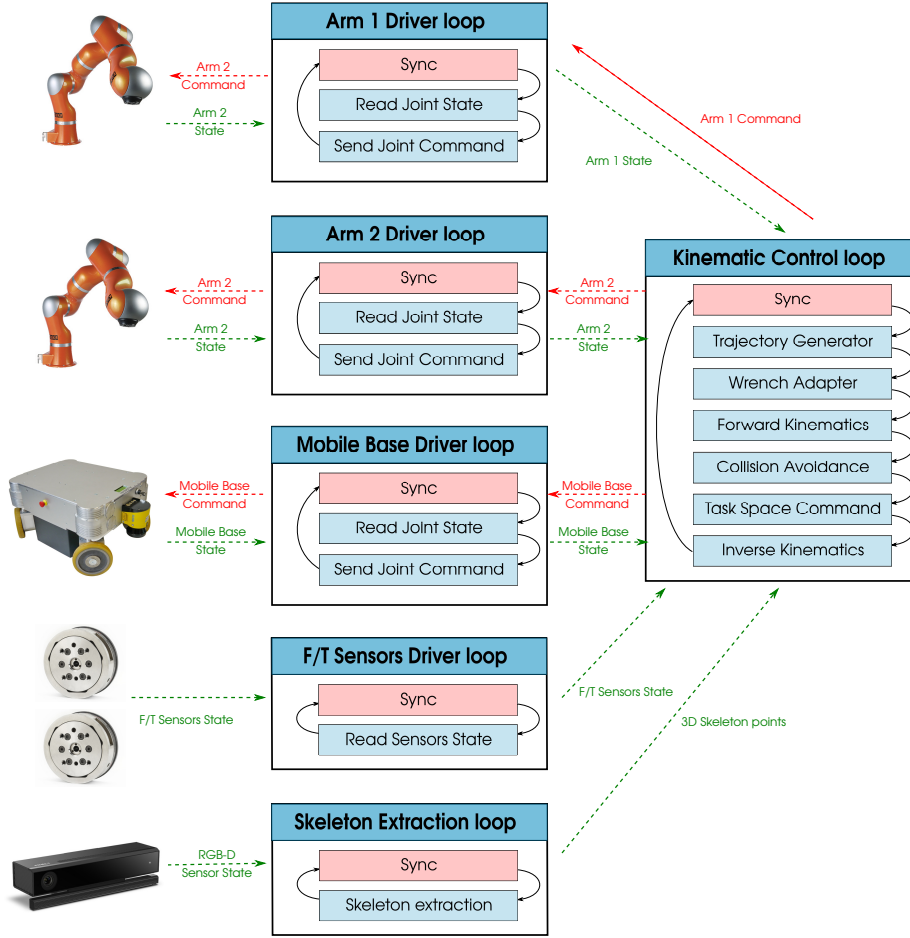 Arm 1 Driver loop
Sync
Read Joint State
Send Joint Command
Arm 2
Command
Arm 2
State
Arm 1 Command
Arm 1 State
Arm 2 Driver loop
Sync
Read Joint State
Send Joint Command
Arm 2
Command
Arm 2
State
Arm 2
Command
Arm 2
State
Kinematic Control loop
Sync
Trajectory Generator
Wrench Adapter
Forward Kinematics
Collision Avoidance
Task Space Command
Inverse Kinematics
Mobile Base Driver loop
Sync
Read Joint State
Send Joint Command
Mobile Base
Command
Mobile Base
State
Mobile Base
Command
Mobile Base
State
F/T Sensors Driver loop
Sync
Read Sensors State
F/T Sensors State
F/T Sensors State
3D Skeleton points
Skeleton Extraction loop
Sync
Skeleton extraction
RGB-D
Sensor State